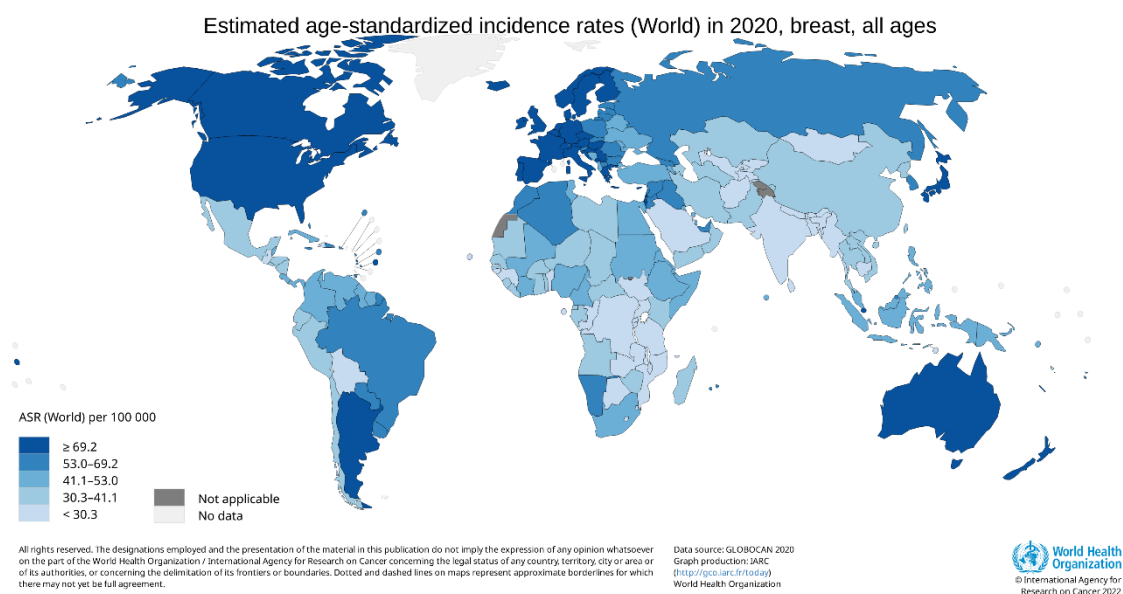 Estimated age-standardized incidence rates (World) in 2020, breast, all ages
ASR (World) per 100 000
≥ 69.2
53.0–69.2
41.1–53.0
30.3–41.1
< 30.3
Not applicable
No data
All rights reserved. The designations employed and the presentation of the material in this publication do not imply the expression of any opinion whatsoever
on the part of the World Health Organization / International Agency for Research on Cancer concerning the legal status of any country, territory, city or area or
of its authorities, or concerning the delimitation of its frontiers or boundaries. Dotted and dashed lines on maps represent approximate borderlines for which
there may not yet be full agreement.
Data source: GLOBOCAN 2020
Graph production: IARC
(http://gco.iarc.fr/today)
World Health Organization
World Health
Organization
© International Agency for
Research on Cancer 2022